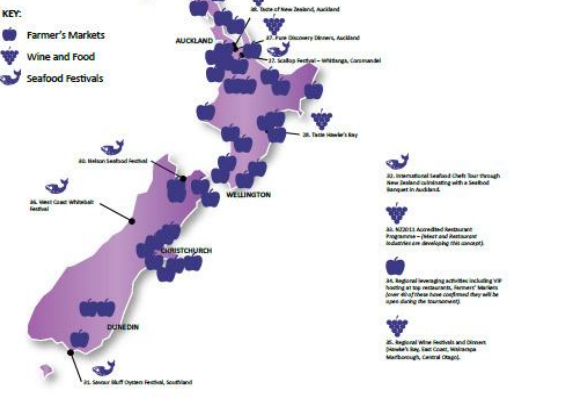 KEY:
Farmer's Markets
Wine and Food
Seafood Festivals
38. Taste of New Zealand, Auckland
AUCKLAND
37. Pure Discovery Dinners, Auckland
27. Scallop Festival – Whitianga, Coromandel
28. Taste Hawke's Bay
30. Nelson Seafood Festival
36. West Coast Whitebait
Festival
WELLINGTON
CHRISTCHURCH
DUNEDIN
31. Savour Bluff Oysters Festival, Southland
32. International Seafood Chefs Tour through
New Zealand culminating with a Seafood
Banquet in Auckland.
33. NZ2011 Accredited Restaurant
Programme – (Meat and Restaurant
industries are developing this concept).
34. Regional leveraging activities including VIP
hosting at top restaurants, Farmers' Markets
(over 40 of these have confirmed they will be
open during the tournament).
35. Regional Wine Festivals and Dinners
(Hawke's Bay, East Coast, Wairarapa
Marlborough, Central Otago).